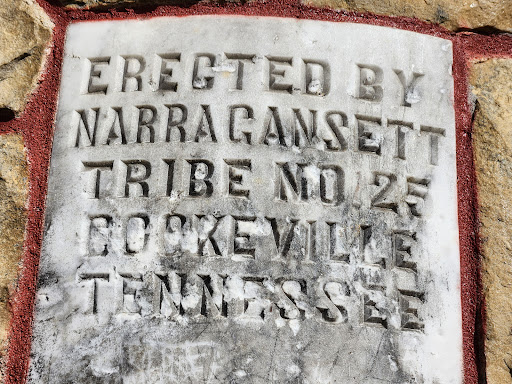 ERECTED BY
NARRAGANSETT
TRIBE NO. 25
COOKEVILLE
TENNESSEE